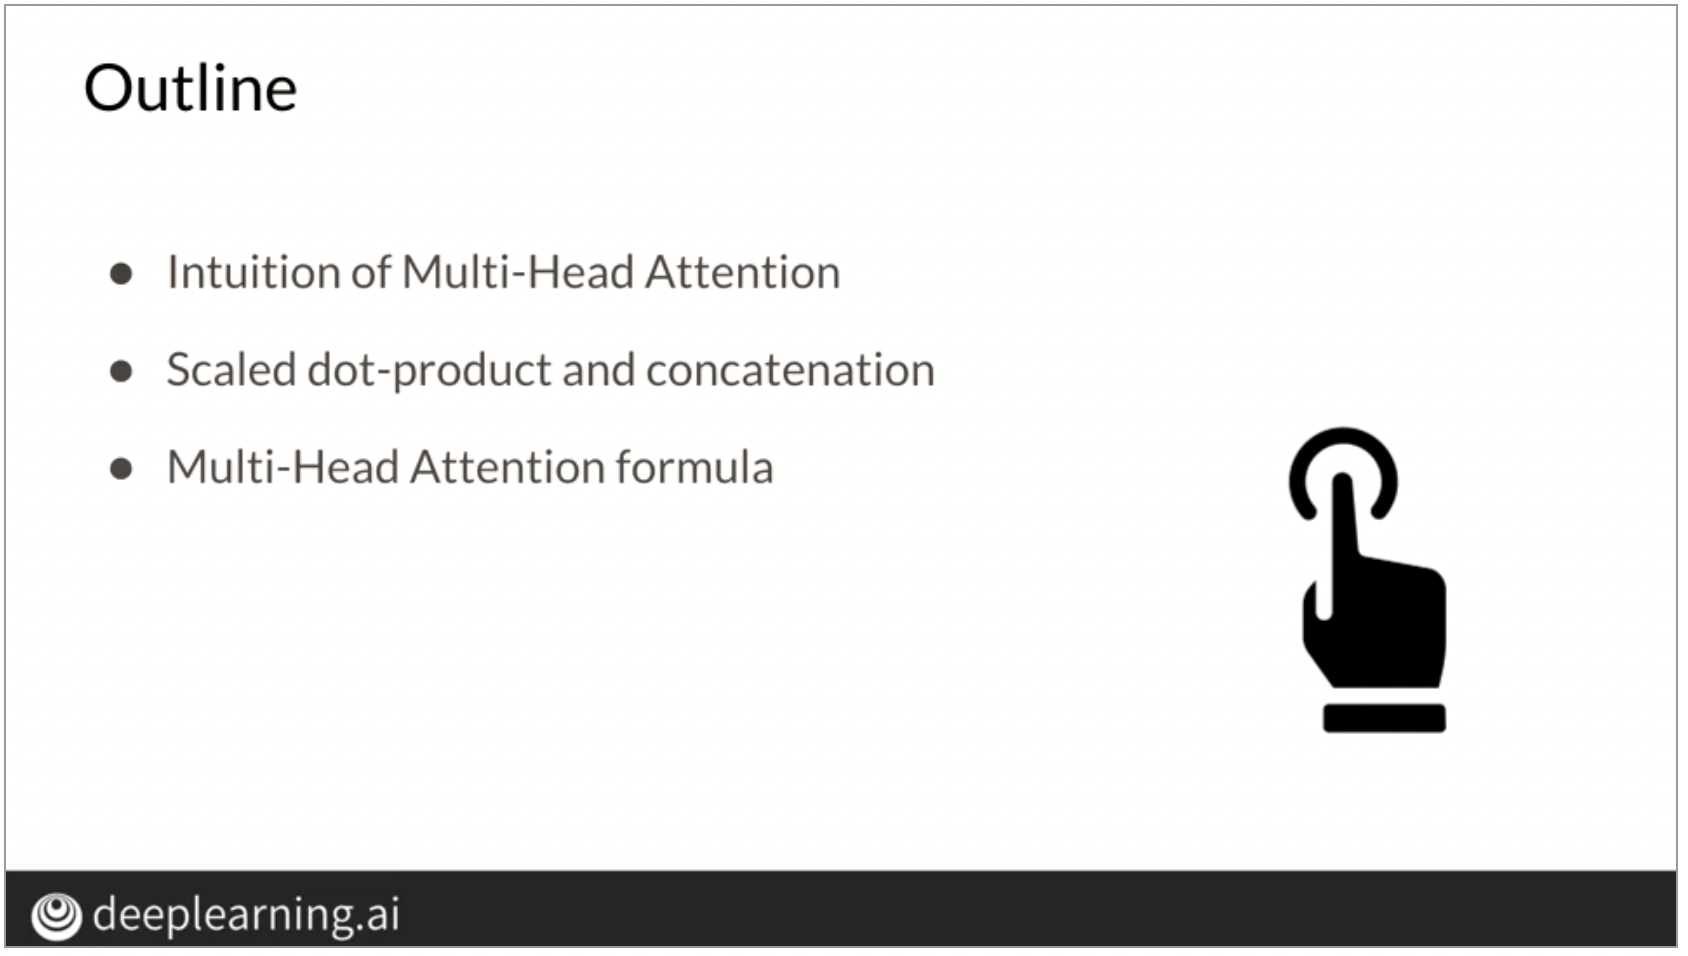 Outline
● Intuition of Multi-Head Attention
● Scaled dot-product and concatenation
● Multi-Head Attention formula
deeplearning.ai